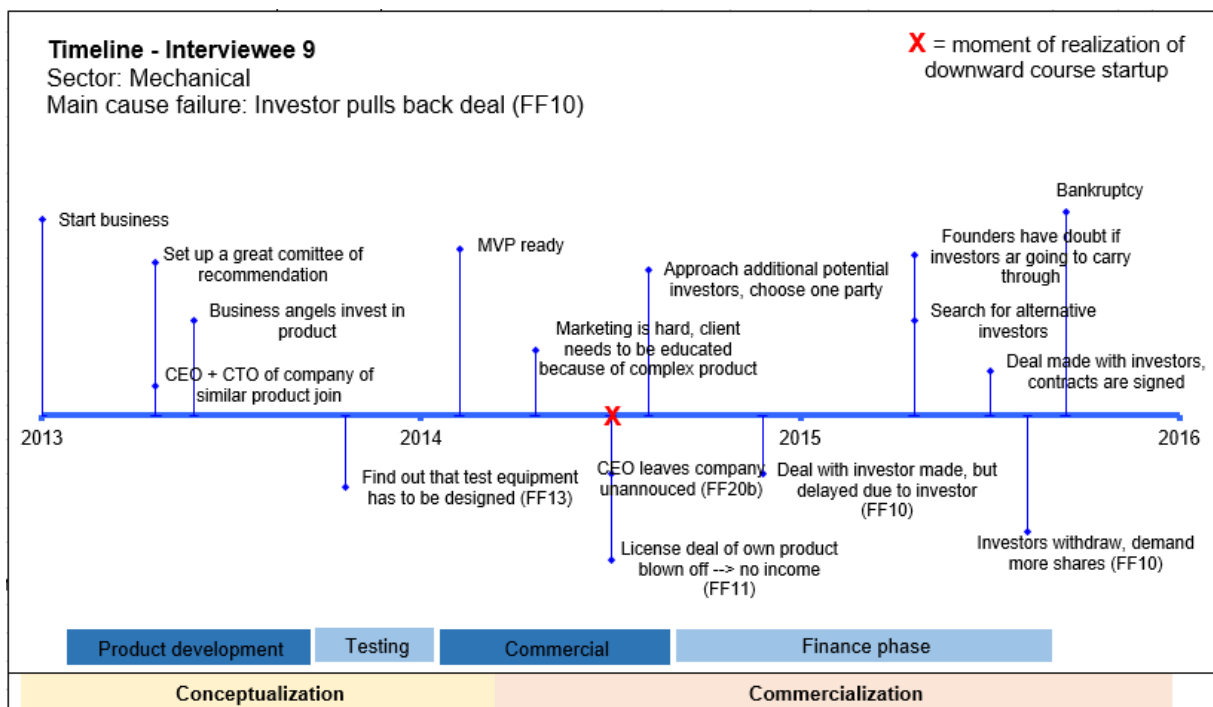 Timeline - Interviewee 9
Sector: Mechanical
Main cause failure: Investor pulls back deal (FF10)
X = moment of realization of
downward course startup
Start business
Set up a great comittee of
recommendation
Business angels invest in
product
CEO + CTO of company of
similar product join
MVP ready
Marketing is hard, client
needs to be educated
because of complex product
Approach additional potential
investors, choose one party
Bankruptcy
Founders have doubt if
investors ar going to carry
through
Search for alternative
investors
Deal made with investors,
contracts are signed
X
2013
2014
2015
2016
Find out that test equipment
has to be designed (FF13)
CEO leaves company
unannouced (FF20b)
License deal of own product
blown off --> no income
(FF11)
Deal with investor made, but
delayed due to investor
(FF10)
Investors withdraw, demand
more shares (FF10)
Product development
Testing
Commercial
Finance phase
Conceptualization
Commercialization